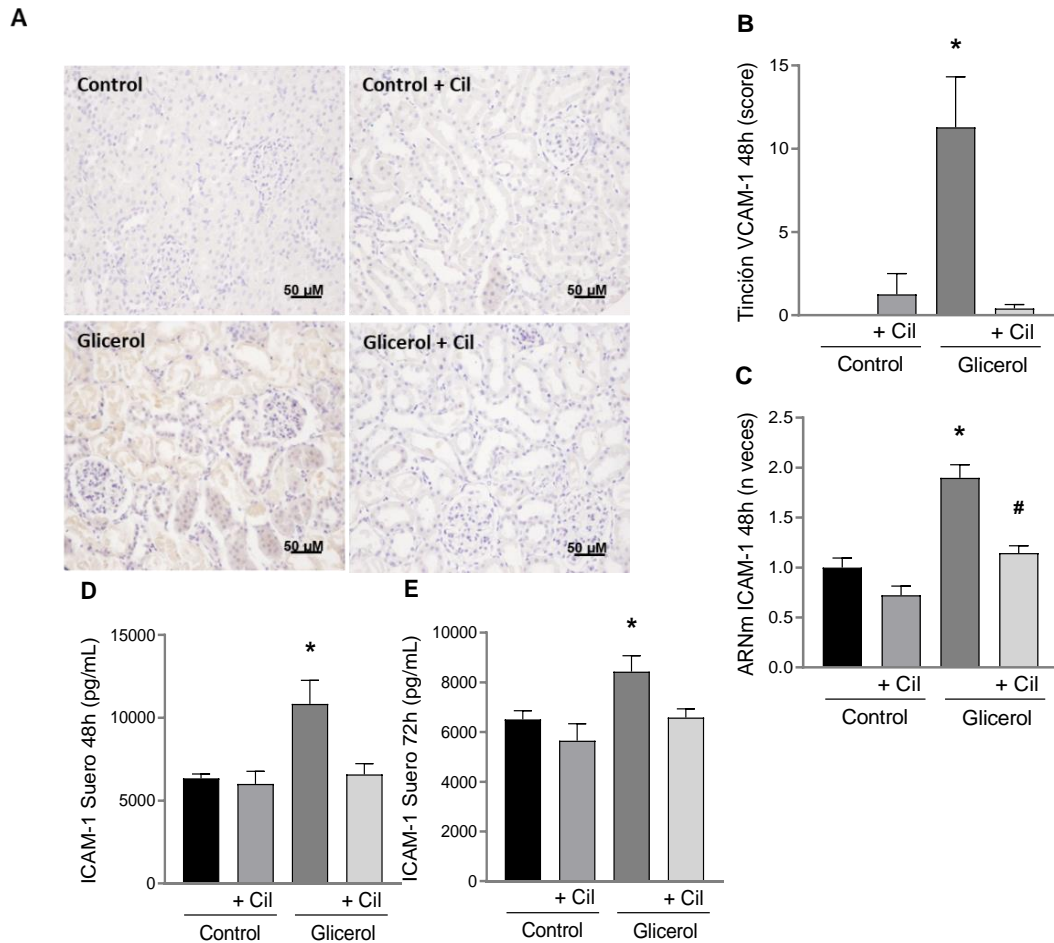 A
Control
Control + Cil
50 µM
50 µM
Glicerol
Glicerol + Cil
50 µM
50 µM
B
Tinción VCAM-1 48h (score)
15
10
5
0
*
+ Cil
+ Cil
Control
Glicerol
C
ARNm ICAM-1 48h (n veces)
2.5
2.0
1.5
1.0
0.5
0.0
*
#
+ Cil
+ Cil
Control
Glicerol
D
ICAM-1 Suero 48h (pg/mL)
15000
10000
5000
0
*
+ Cil
+ Cil
Control
Glicerol
E
ICAM-1 Suero 72h (pg/mL)
10000
8000
6000
4000
2000
0
*
+ Cil
+ Cil
Control
Glicerol